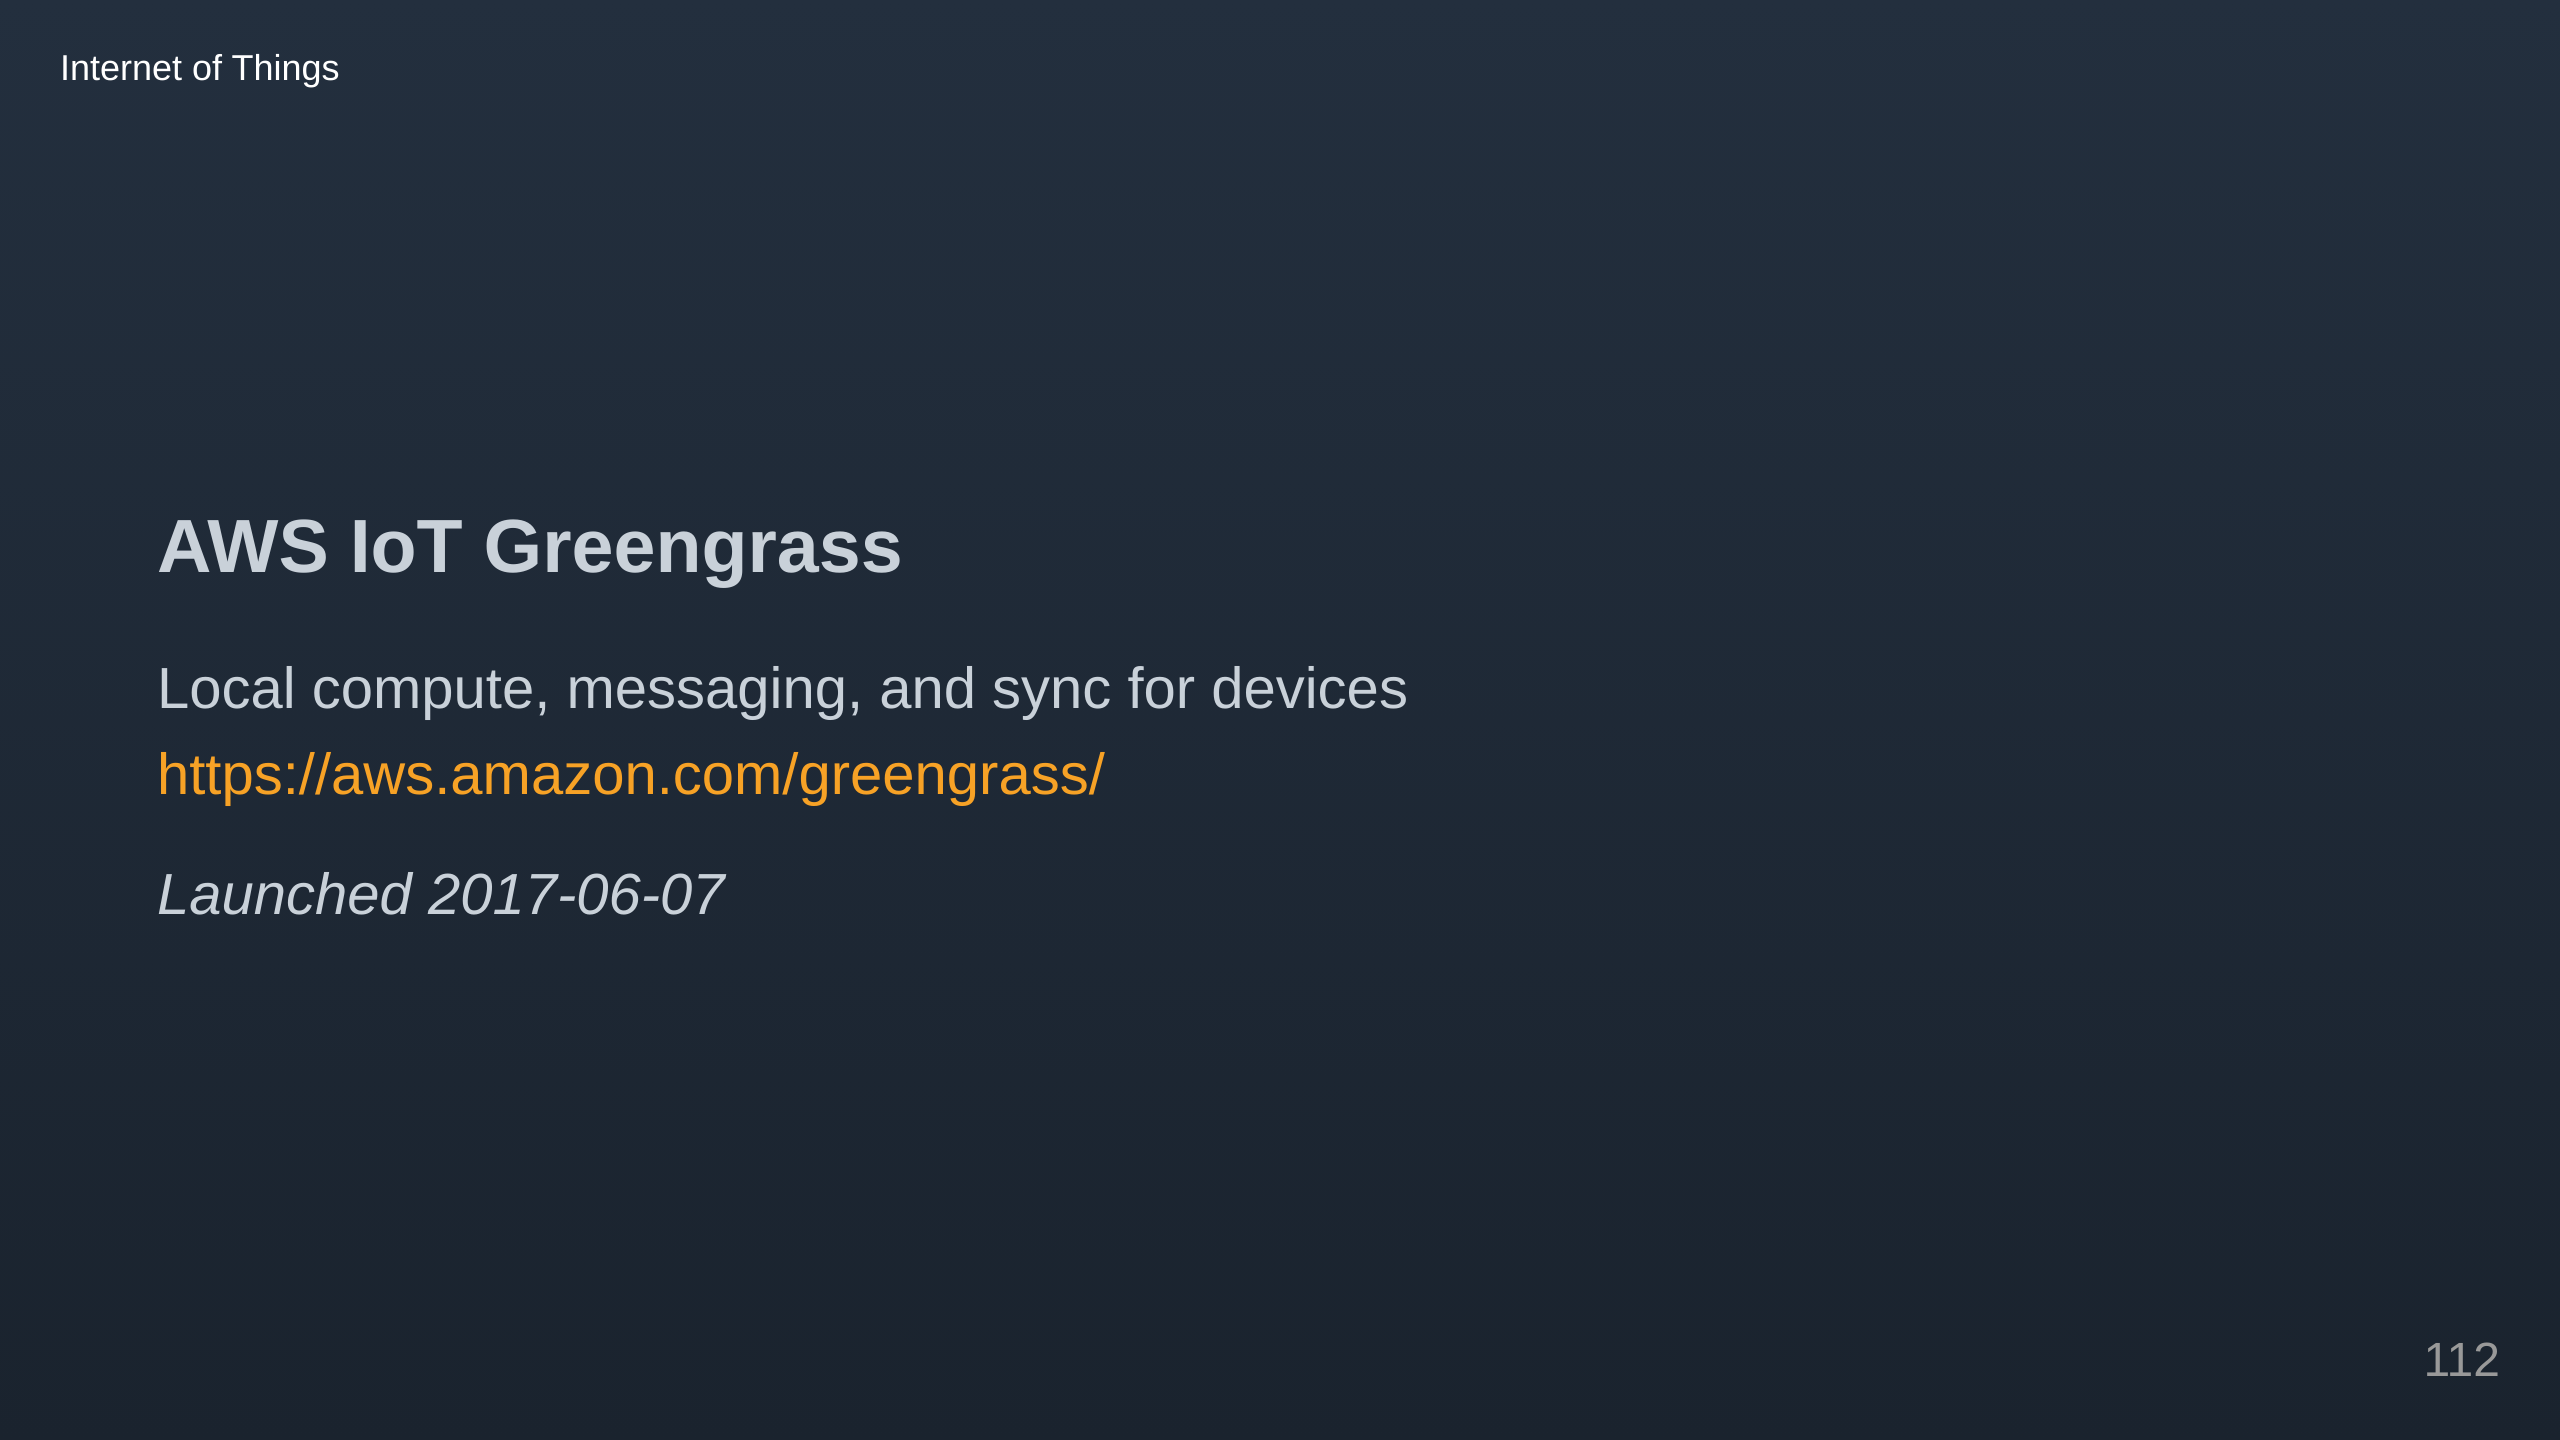 Internet of Things
AWS IoT Greengrass
Local compute, messaging, and sync for devices
https://aws.amazon.com/greengrass/
Launched 2017-06-07
112